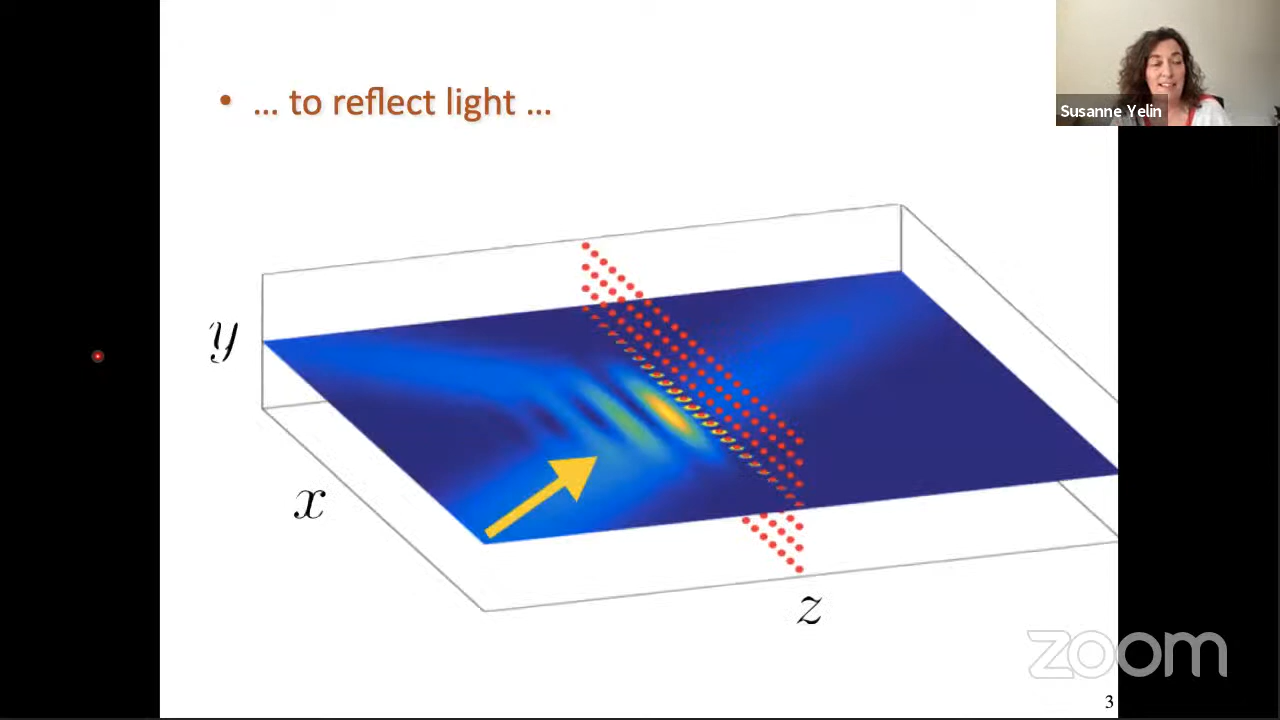 • ... to reflect light ...
Susanne Yelin
y
x
z
zoom
3